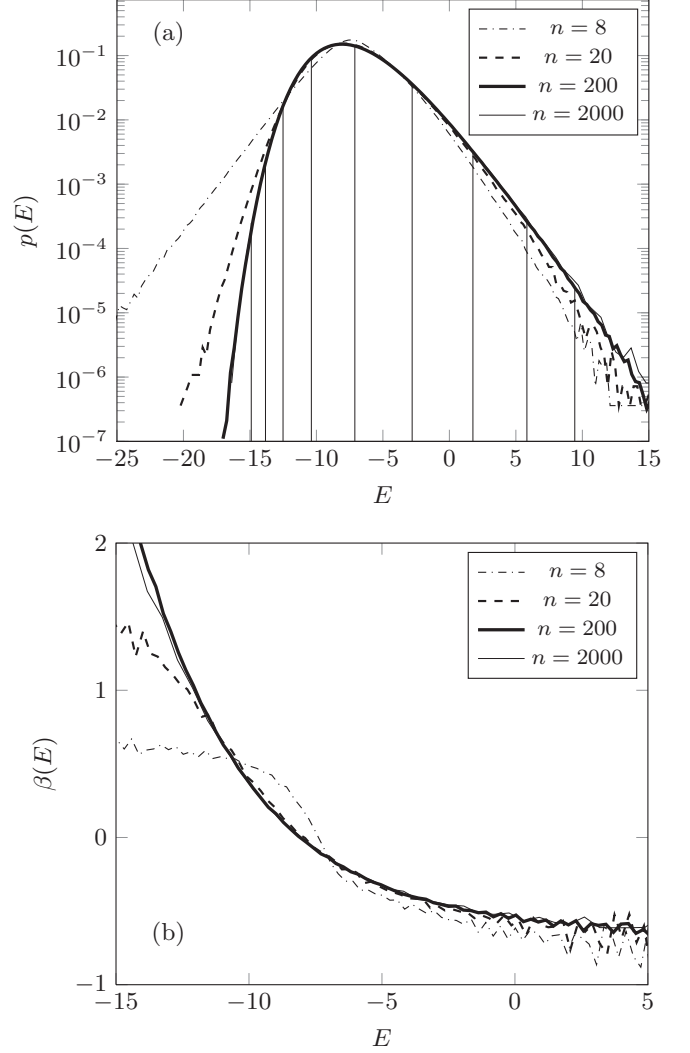 (a)
n = 8
n = 20
n = 200
n = 2000
10⁻¹
10⁻²
10⁻³
10⁻⁴
10⁻⁵
10⁻⁶
10⁻⁷
p(E)
−25 −20 −15 −10 −5 0 5 10 15
E
n = 8
n = 20
n = 200
n = 2000
2
1
0
−1
β(E)
(b)
−15 −10 −5 0 5
E